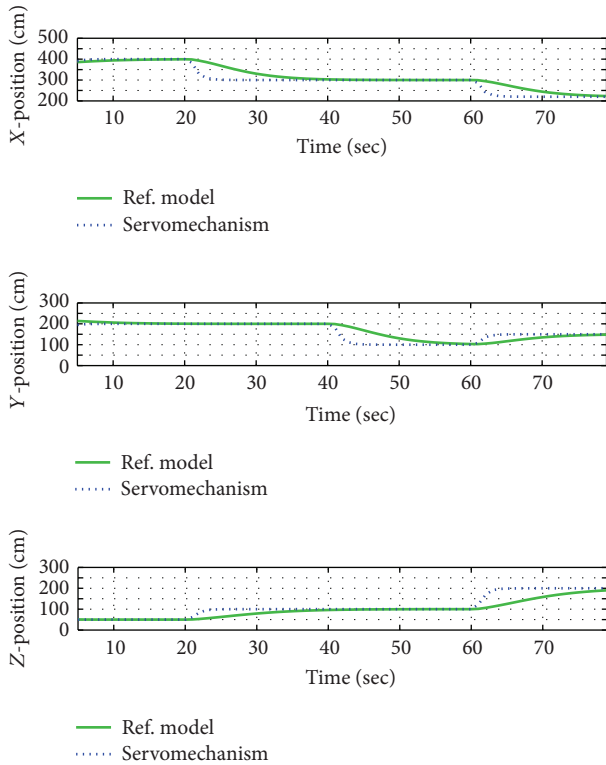 X-position (cm)
500
400
300
200
10 20 30 40 50 60 70
Time (sec)
Ref. model
Servomechanism
Y-position (cm)
300
200
100
0
10 20 30 40 50 60 70
Time (sec)
Ref. model
Servomechanism
Z-position (cm)
300
200
100
0
10 20 30 40 50 60 70
Time (sec)
Ref. model
Servomechanism